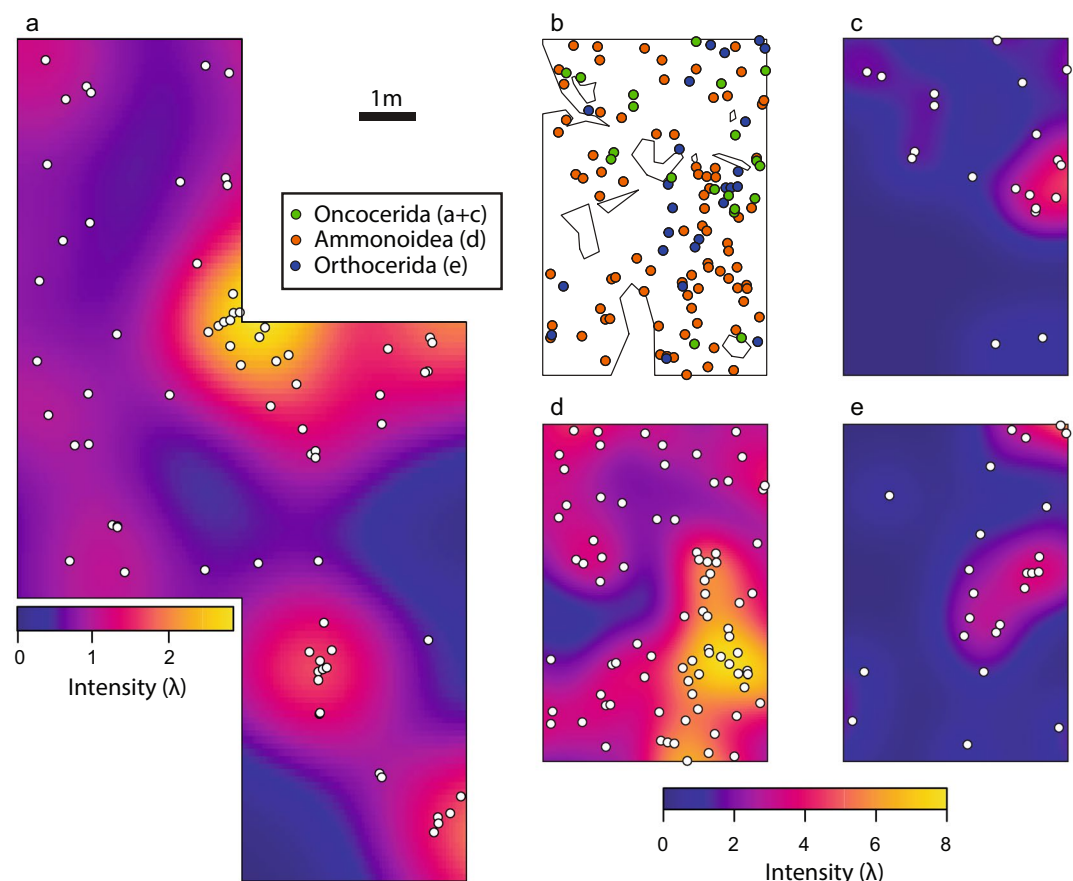 a
b
c
1m
Oncocerida (a+c)
Ammonoidea (d)
Orthocerida (e)
d
e
0 1 2
Intensity (λ)
0 2 4 6 8
Intensity (λ)